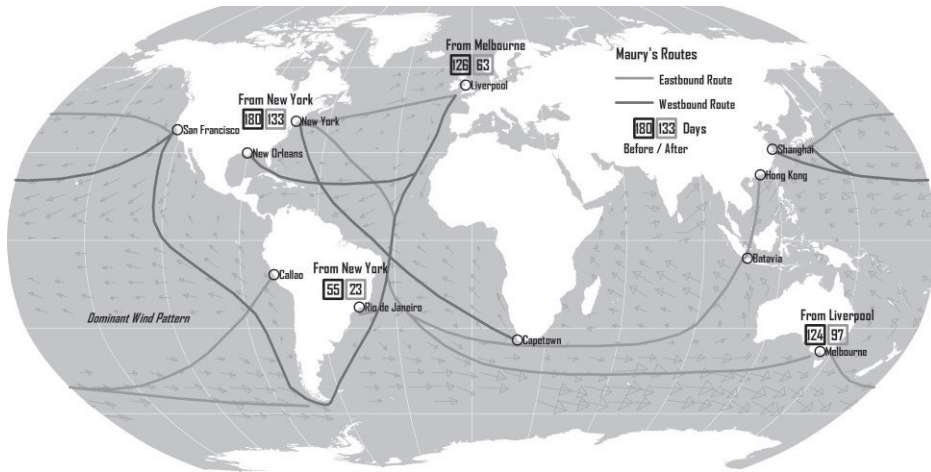 From Melbourne
126 63
Liverpool
Maury's Routes
Eastbound Route
Westbound Route
180 133 Days
Before / After
From New York
180 133
San Francisco
New York
New Orleans
Shanghai
Hong Kong
Batavia
Callao
From New York
55 23
Rio de Janeiro
Dominant Wind Pattern
Capetown
From Liverpool
124 97
Melbourne